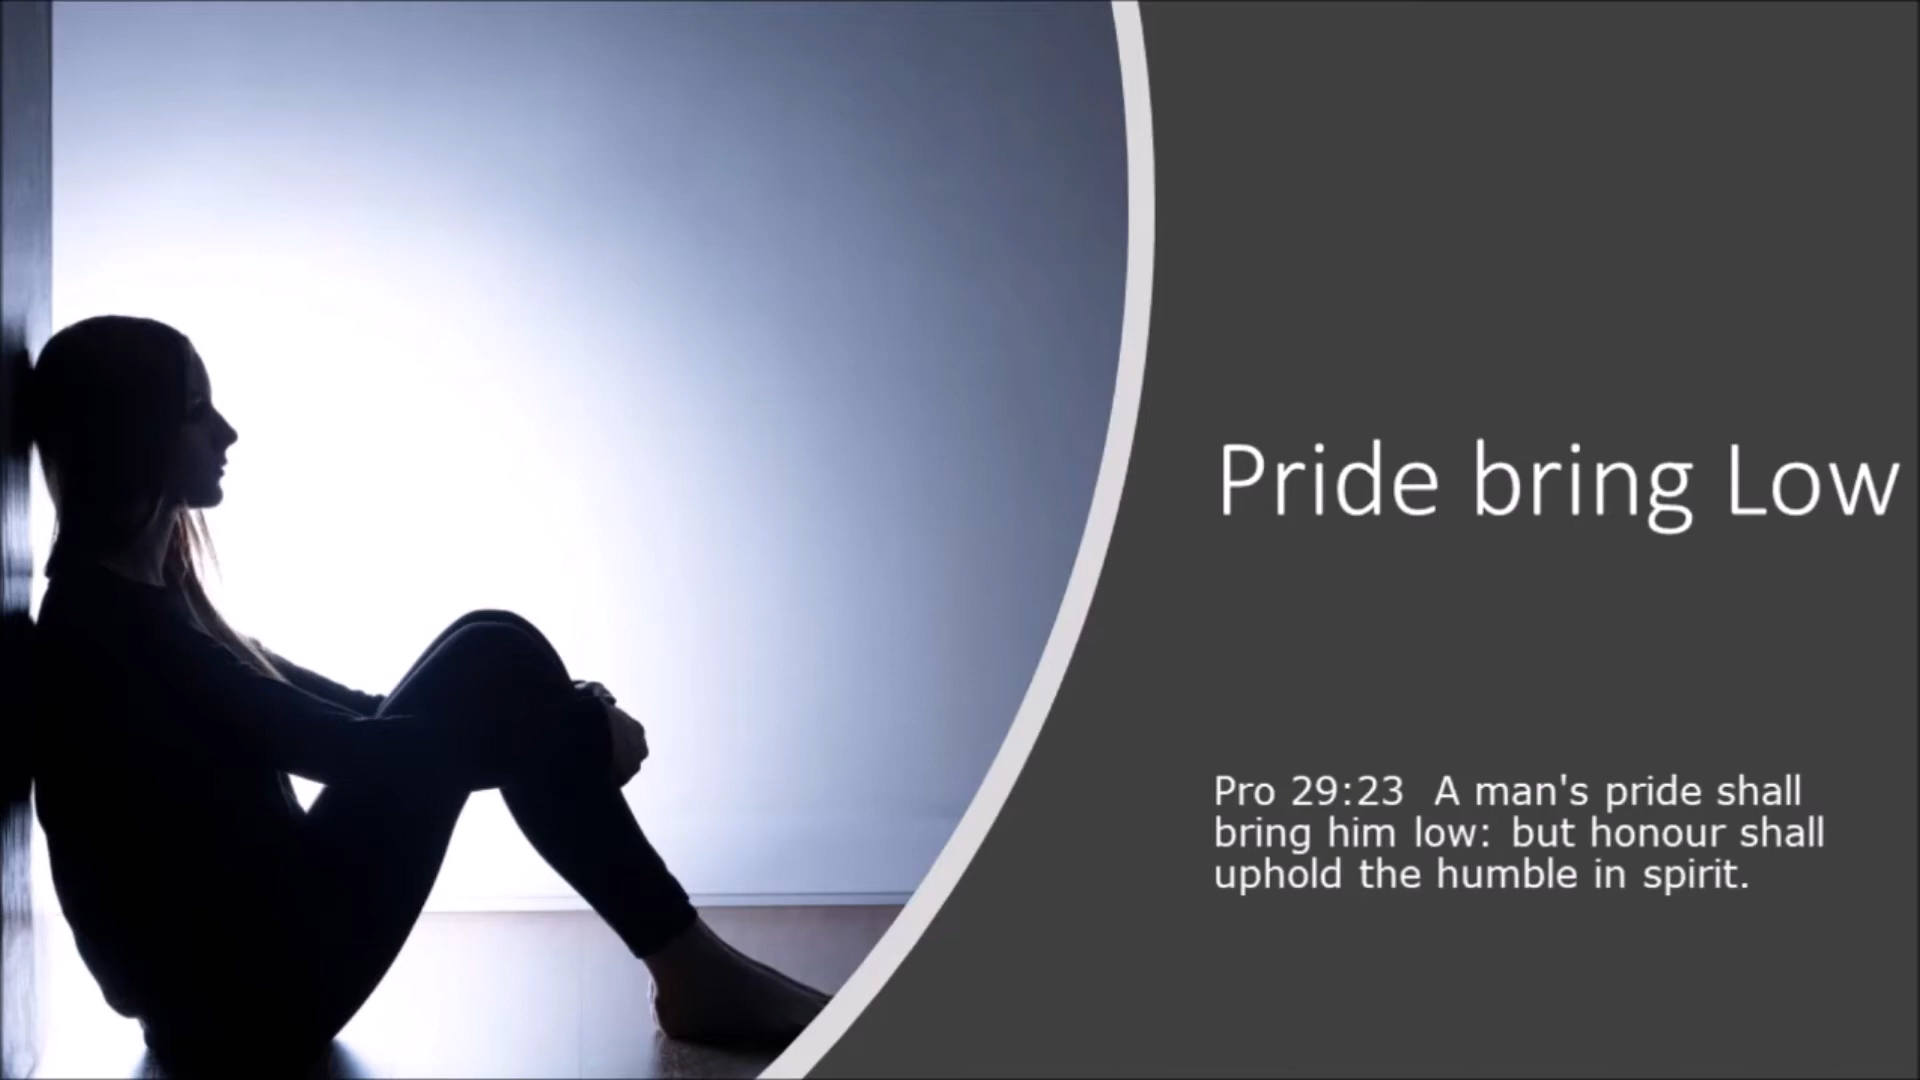 Pride bring Low
Pro 29:23  A man's pride shall
bring him low: but honour shall
uphold the humble in spirit.